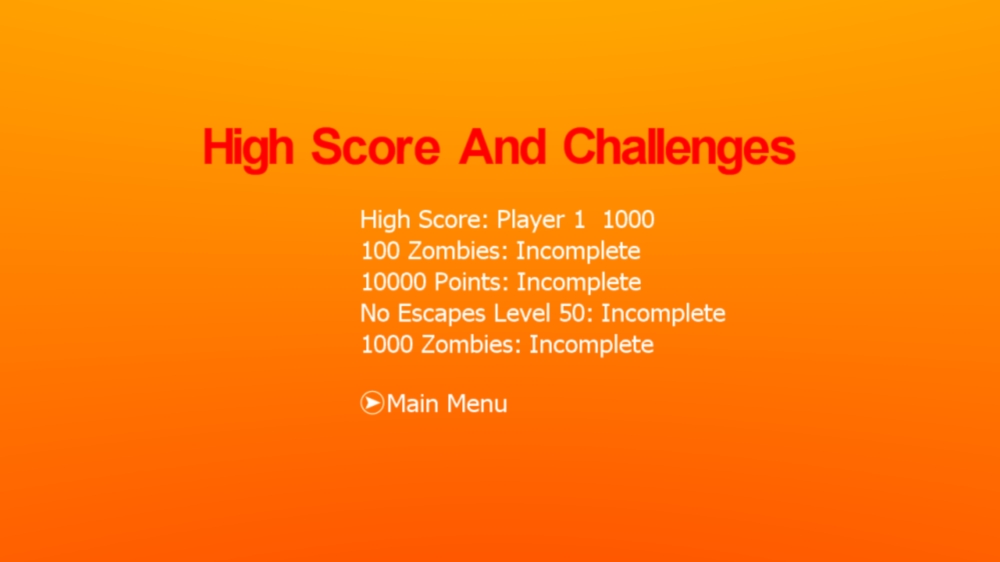 High Score And Challenges
High Score: Player 1 1000
100 Zombies: Incomplete
10000 Points: Incomplete
No Escapes Level 50: Incomplete
1000 Zombies: Incomplete
Main Menu